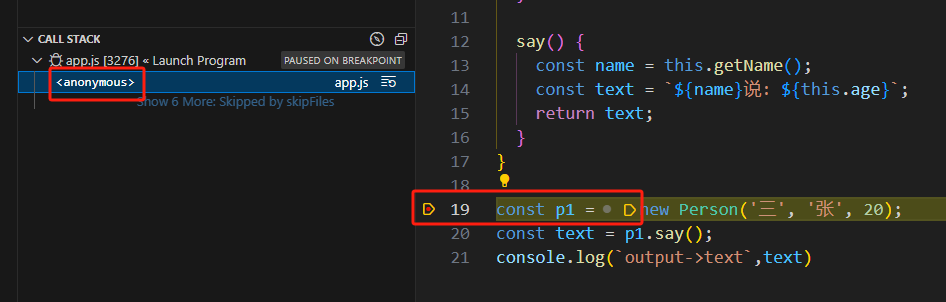 CALL STACK
app.js [3276] « Launch Program PAUSED ON BREAKPOINT
<anonymous> app.js
Show 6 More: Skipped by skipFiles
11
12 say() {
13 const name = this.getName();
14 const text = `${name}说: ${this.age}`;
15 return text;
16 }
17 }
18
19 const p1 = new Person('三', '张', 20);
20 const text = p1.say();
21 console.log(`output->text`,text)